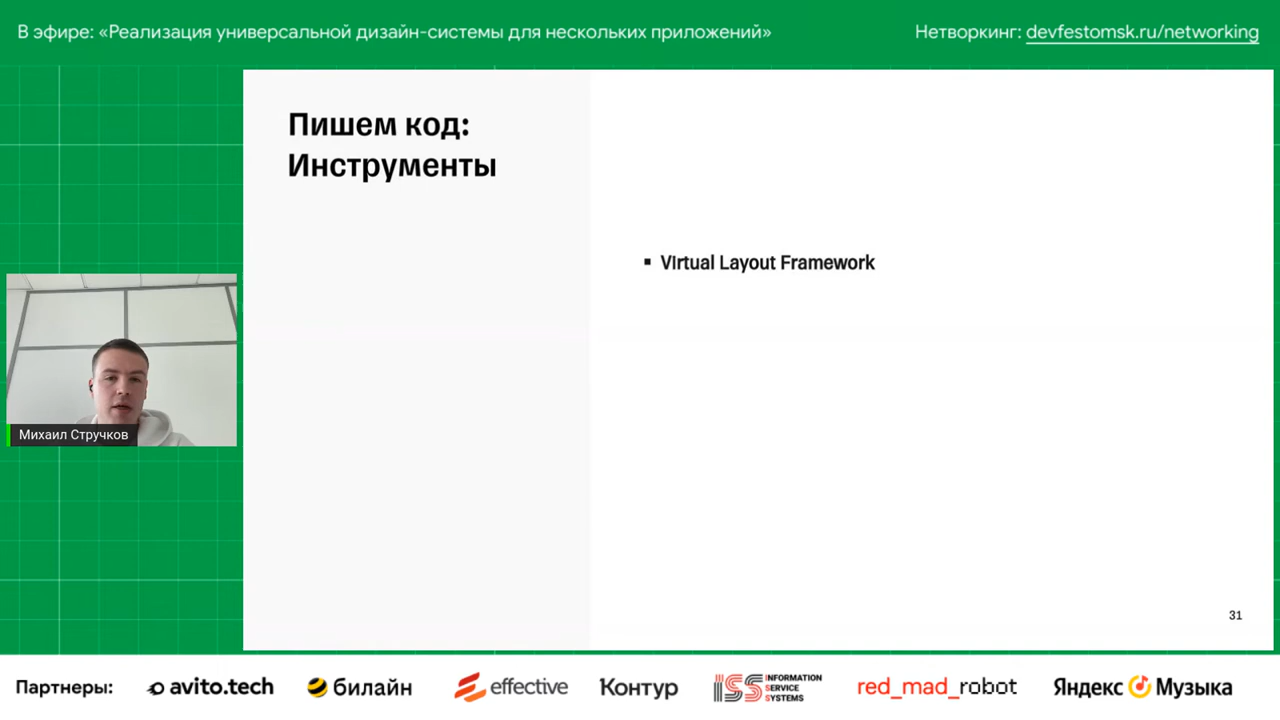 В эфире: «Реализация универсальной дизайн-системы для нескольких приложений»
Нетворкинг: devfestomsk.ru/networking
Пишем код:
Инструменты
▪ Virtual Layout Framework
Михаил Стручков
31
Партнеры:
avito.tech
билайн
effective
Контур
ISS INFORMATION
SERVICE
SYSTEMS
red_mad_robot
Яндекс Музыка